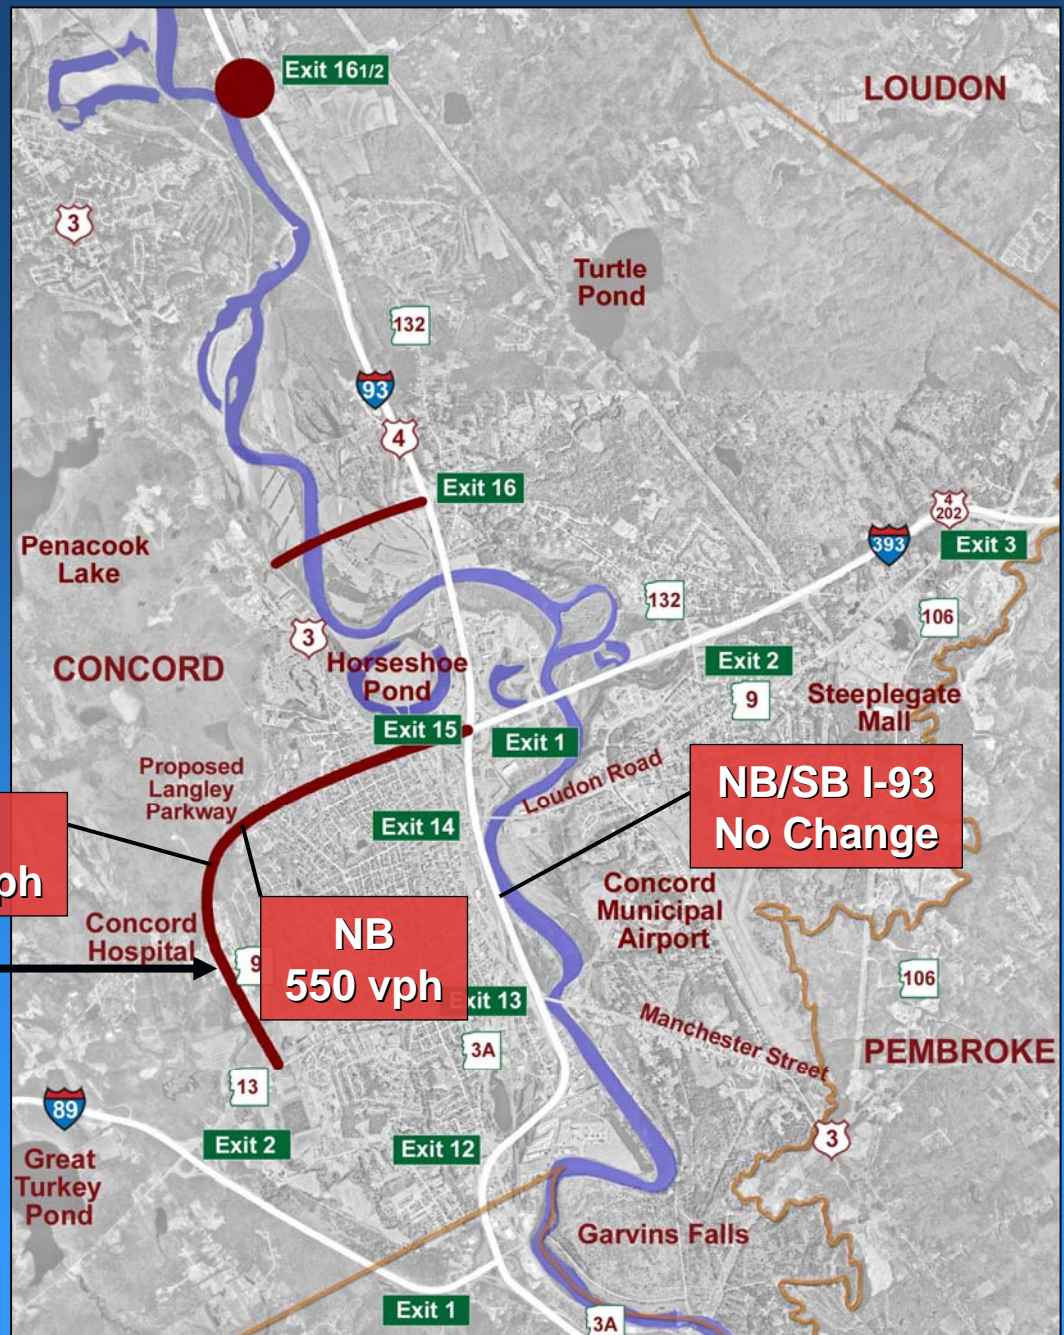 Exit 161/2
LOUDON
3
Turtle
Pond
132
93
4
Exit 16
4
202
393
Exit 3
Penacook
Lake
132
106
3
CONCORD
Horseshoe
Pond
Exit 2
9
Steeplegate
Mall
Exit 15
Exit 1
Proposed
Langley
Parkway
Loudon Road
NB/SB I-93
No Change
Exit 14
ph
Concord
Municipal
Airport
Concord
Hospital
9
NB
550 vph
106
xit 13
Manchester Street
3A
PEMBROKE
13
89
3
Exit 2
Exit 12
Great
Turkey
Pond
Garvins Falls
Exit 1
3A